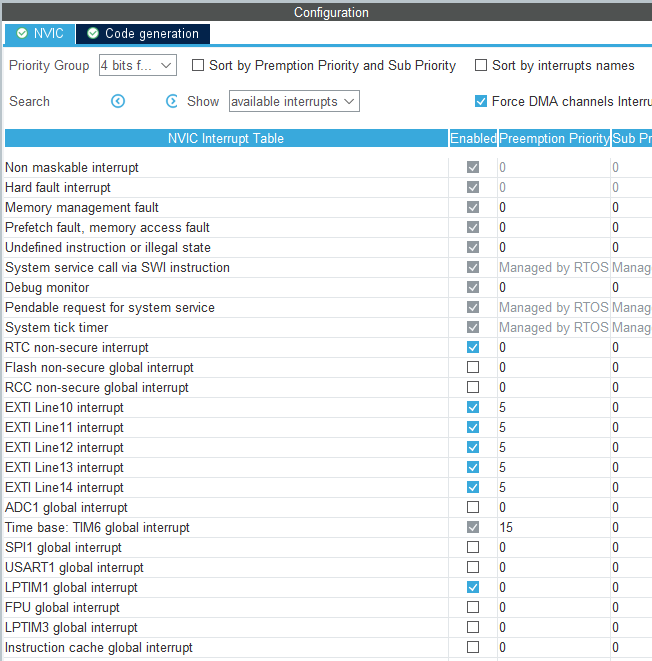 Configuration
NVIC Code generation
Priority Group 4 bits f... Sort by Premption Priority and Sub Priority Sort by interrupts names
Search Show available interrupts Force DMA channels Interru
NVIC Interrupt Table Enabled Preemption Priority Sub Pr
Non maskable interrupt 0 0
Hard fault interrupt 0 0
Memory management fault 0 0
Prefetch fault, memory access fault 0 0
Undefined instruction or illegal state 0 0
System service call via SWI instruction Managed by RTOS Manag
Debug monitor 0 0
Pendable request for system service Managed by RTOS Manag
System tick timer Managed by RTOS Manag
RTC non-secure interrupt 0 0
Flash non-secure global interrupt 0 0
RCC non-secure global interrupt 0 0
EXTI Line10 interrupt 5 0
EXTI Line11 interrupt 5 0
EXTI Line12 interrupt 5 0
EXTI Line13 interrupt 5 0
EXTI Line14 interrupt 5 0
ADC1 global interrupt 0 0
Time base: TIM6 global interrupt 15 0
SPI1 global interrupt 0 0
USART1 global interrupt 0 0
LPTIM1 global interrupt 0 0
FPU global interrupt 0 0
LPTIM3 global interrupt 0 0
Instruction cache global interrupt 0 0